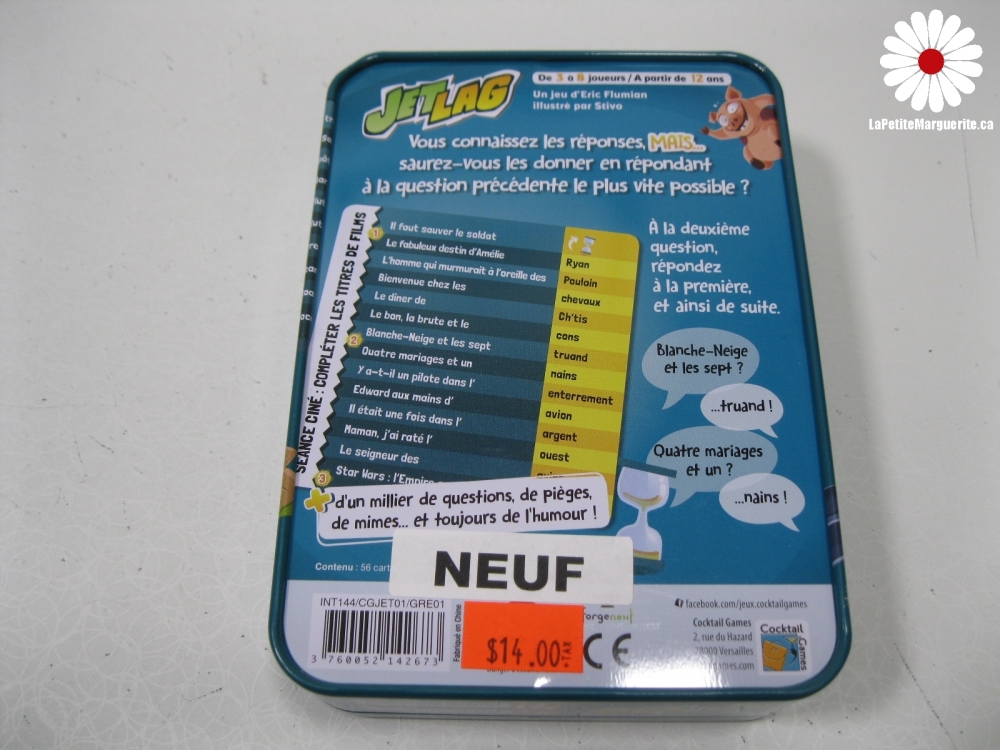 LaPetiteMarguerite.ca
JETLAG
De 3 à 8 joueurs / A partir de 12 ans
Un jeu d'Eric Flumian
illustré par Stivo
Vous connaissez les réponses, MAIS...
saurez-vous les donner en répondant
à la question précédente le plus vite possible ?
SÉANCE CINÉ : COMPLÉTER LES TITRES DE FILMS
1
Il faut sauver le soldat
Le fabuleux destin d'Amélie Ryan
L'homme qui murmurait à l'oreille des Poulain
Bienvenue chez les chevaux
Le dîner de Ch'tis
Le bon, la brute et le cons
2
Blanche-Neige et les sept truand
Quatre mariages et un nains
Y a-t-il un pilote dans l' enterrement
Edward aux mains d' avion
Il était une fois dans l' argent
Maman, j'ai raté l' ouest
Le seigneur des
3
Star Wars : l'Empire
À la deuxième
question,
répondez
à la première,
et ainsi de suite.
Blanche-Neige
et les sept ?
...truand !
Quatre mariages
et un ?
...nains !
+ d'un millier de questions, de pièges,
de mimes... et toujours de l'humour !
Contenu : 56
NEUF
INT144/CGJET01/GRE01
3 760052 142673
Fabriqué en Chine
$14.00 +TAX
CE
facebook.com/jeux.cocktailgames
Cocktail Games
2, rue du Hazard
78000 Versailles
Cocktail
Games